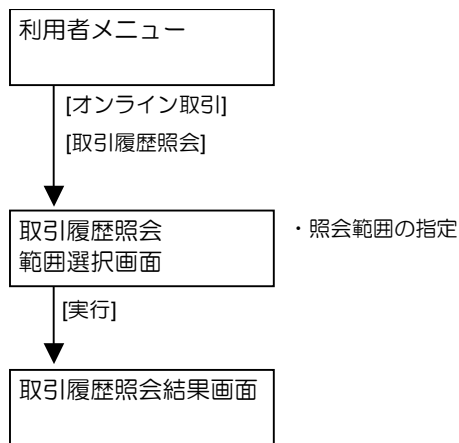 利用者メニュー
[オンライン取引]
[取引履歴照会]
取引履歴照会
範囲選択画面
・照会範囲の指定
[実行]
取引履歴照会結果画面